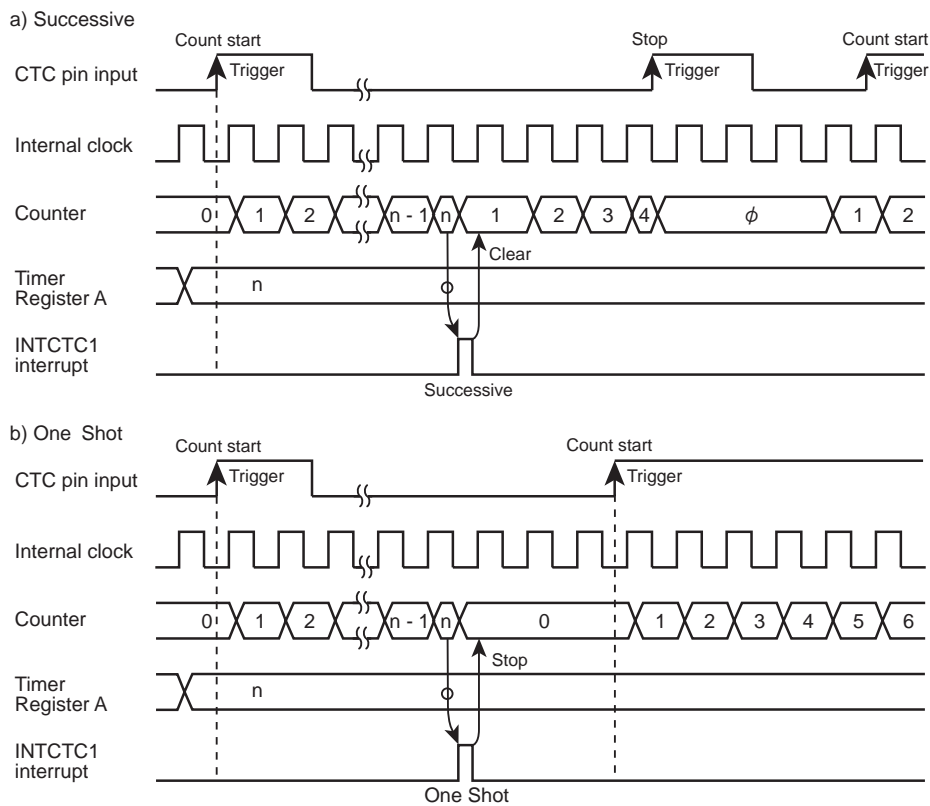 a) Successive
Count start
Stop
Count start
CTC pin input
Trigger
Trigger
Trigger
Internal clock
Counter
0 1 2 n - 1 n 1 2 3 4 ϕ 1 2
Clear
Timer
Register A
n
INTCTC1
interrupt
Successive
b) One Shot
Count start
Count start
CTC pin input
Trigger
Trigger
Internal clock
Counter
0 1 2 n - 1 n 0 1 2 3 4 5 6
Stop
Timer
Register A
n
INTCTC1
interrupt
One Shot